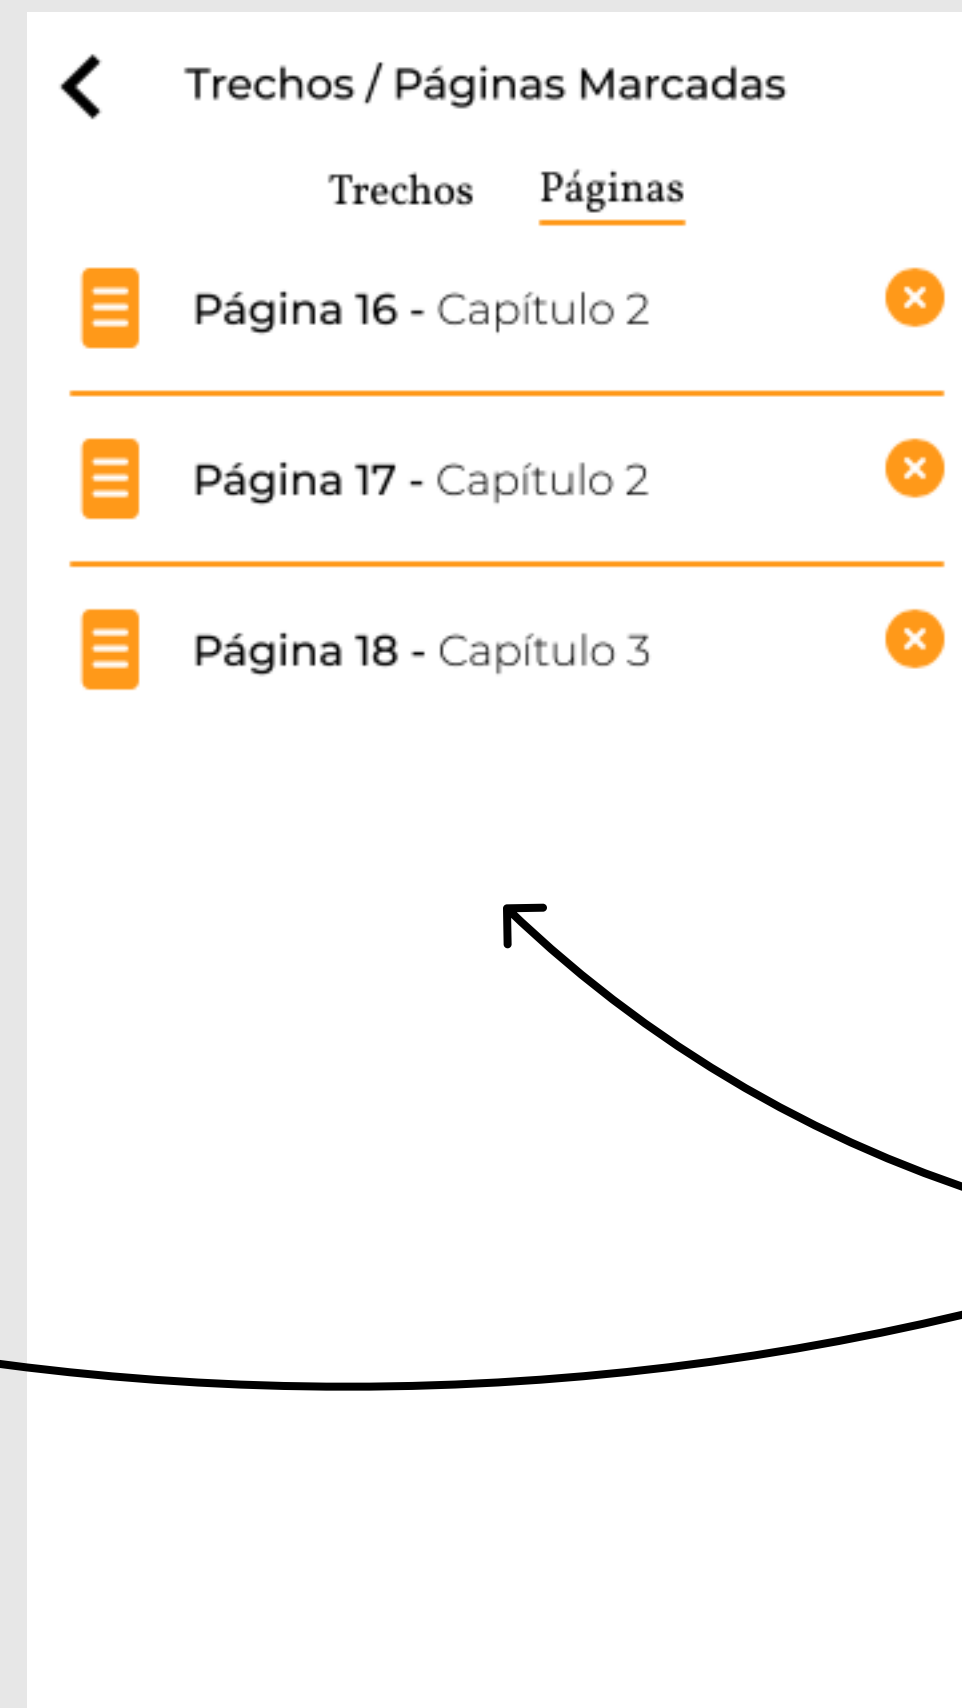 Trechos / Páginas Marcadas
Trechos Páginas
Página 16 - Capítulo 2
Página 17 - Capítulo 2
Página 18 - Capítulo 3